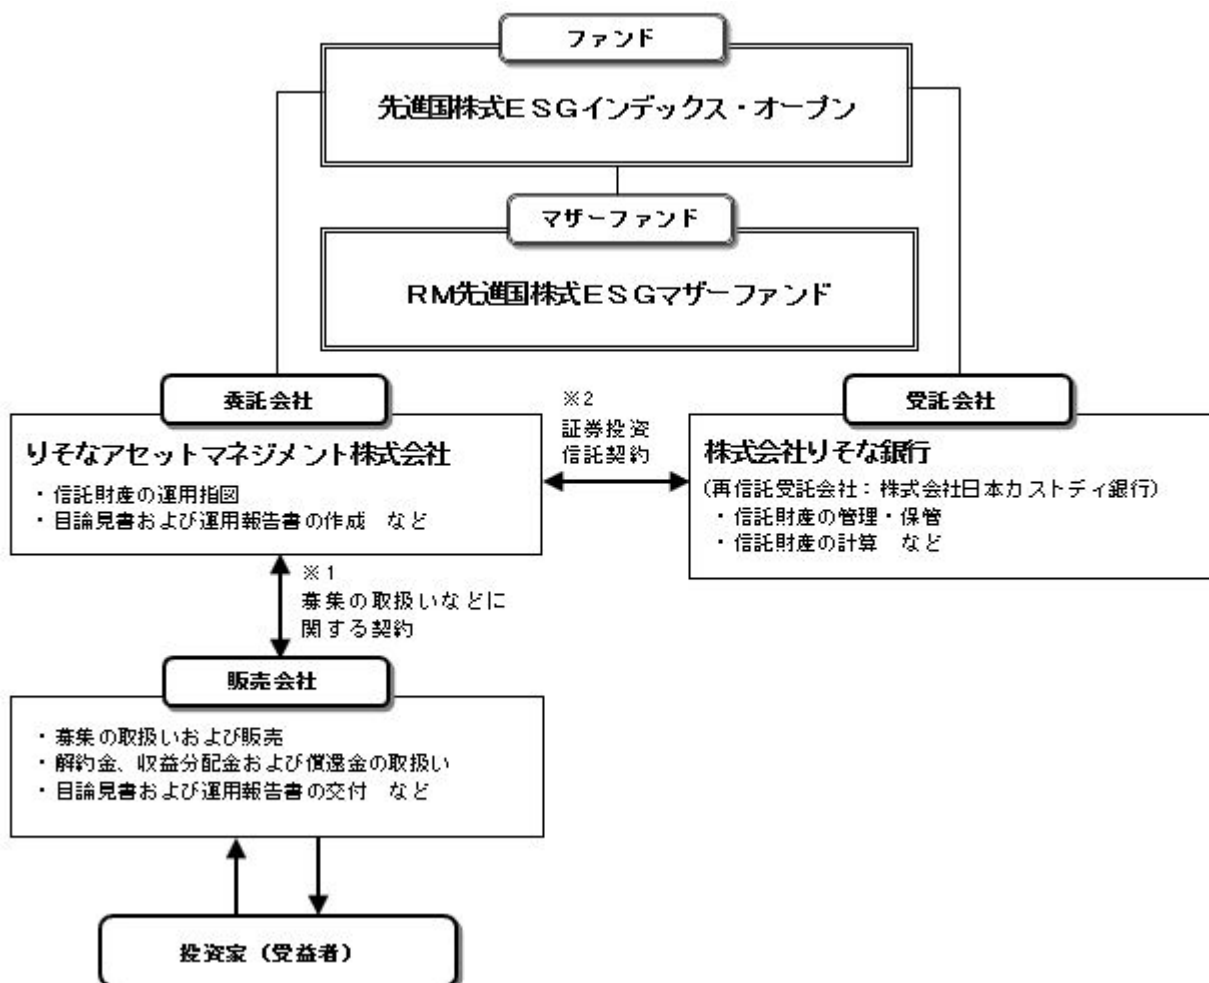 ファンド
先進国株式ESGインデックス・オープン
マザーファンド
RM先進国株式ESGマザーファンド
委託会社
りそなアセットマネジメント株式会社
・信託財産の運用指図
・目論見書および運用報告書の作成　など
※2
証券投資
信託契約
受託会社
株式会社りそな銀行
(再信託受託会社：株式会社日本カストディ銀行)
・信託財産の管理・保管
・信託財産の計算　など
※1
募集の取扱いなどに
関する契約
販売会社
・募集の取扱いおよび販売
・解約金、収益分配金および償還金の取扱い
・目論見書および運用報告書の交付　など
投資家（受益者）